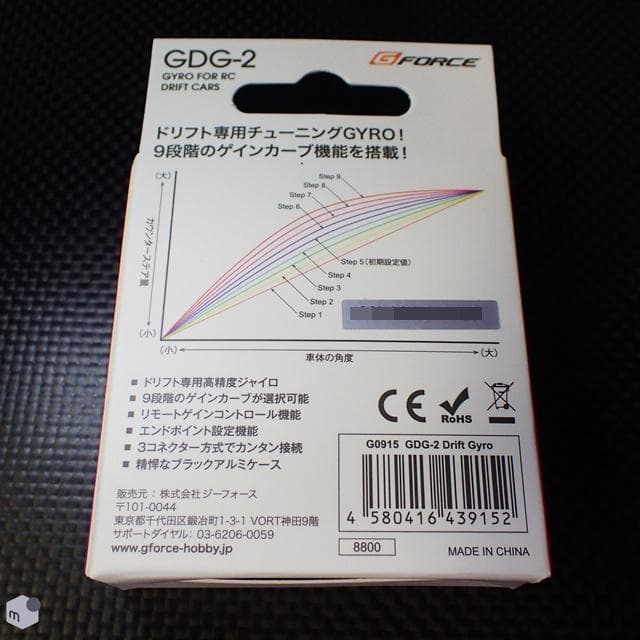 GDG-2
GYRO FOR RC
DRIFT CARS
GFORCE
ドリフト専用チューニングGYRO!
9段階のゲインカーブ機能を搭載!
(大)
カウンターステア量
(小)
Step 9
Step 8
Step 7
Step 6
Step 5(初期設定値)
Step 4
Step 3
Step 2
Step 1
(小)
車体の角度
(大)
■ ドリフト専用高精度ジャイロ
■ 9段階のゲインカーブが選択可能
■ リモートゲインコントロール機能
■ エンドポイント設定機能
■ 3コネクター方式でカンタン接続
■ 精悍なブラックアルミケース
CE
RoHS
G0915 GDG-2 Drift Gyro
4 580416 439152
販売元:株式会社ジーフォース
〒101-0044
東京都千代田区鍛冶町1-3-1 VORT神田9階
サポートダイヤル:03-6206-0059
www.gforce-hobby.jp
8800
MADE IN CHINA
m